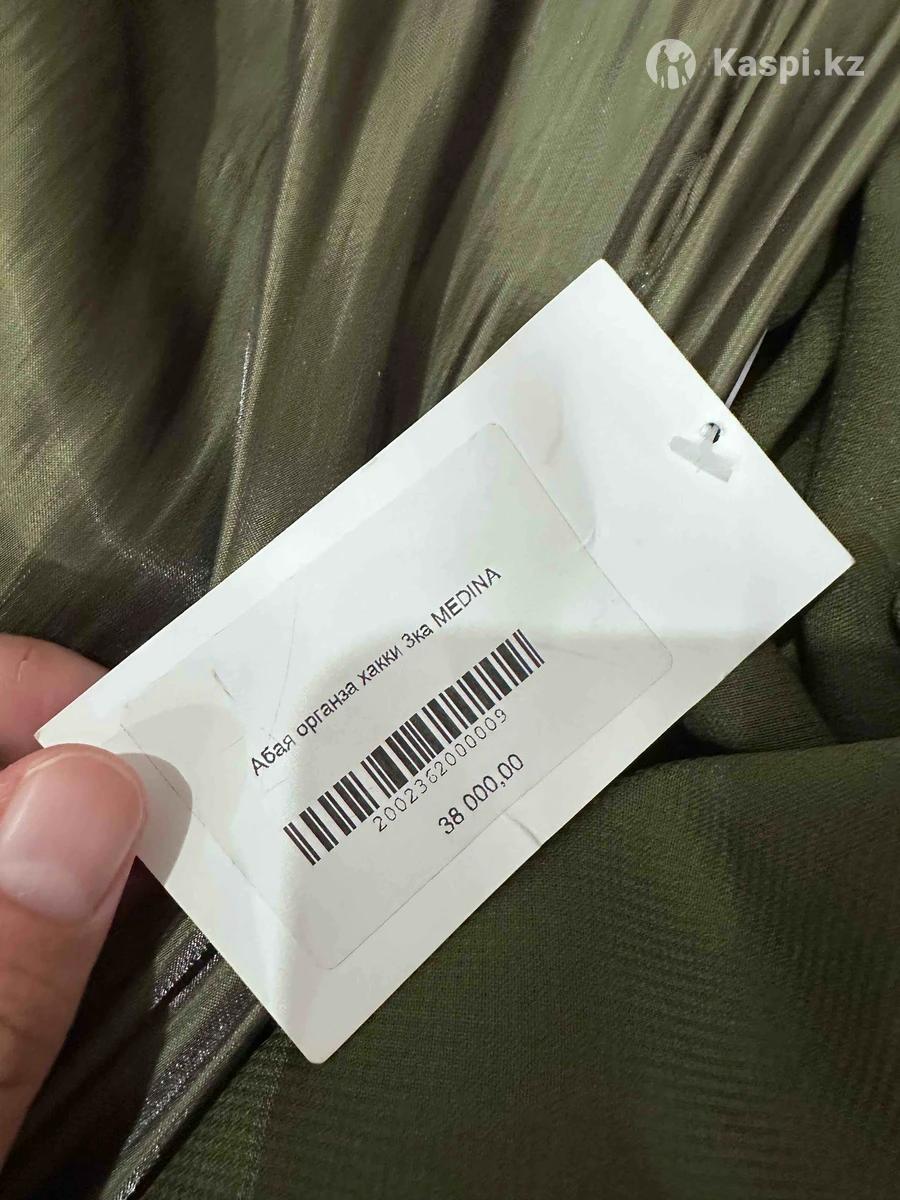 Kaspi.kz
Абая органза хакки 3ка MEDINA
2002362000009
38 000,00